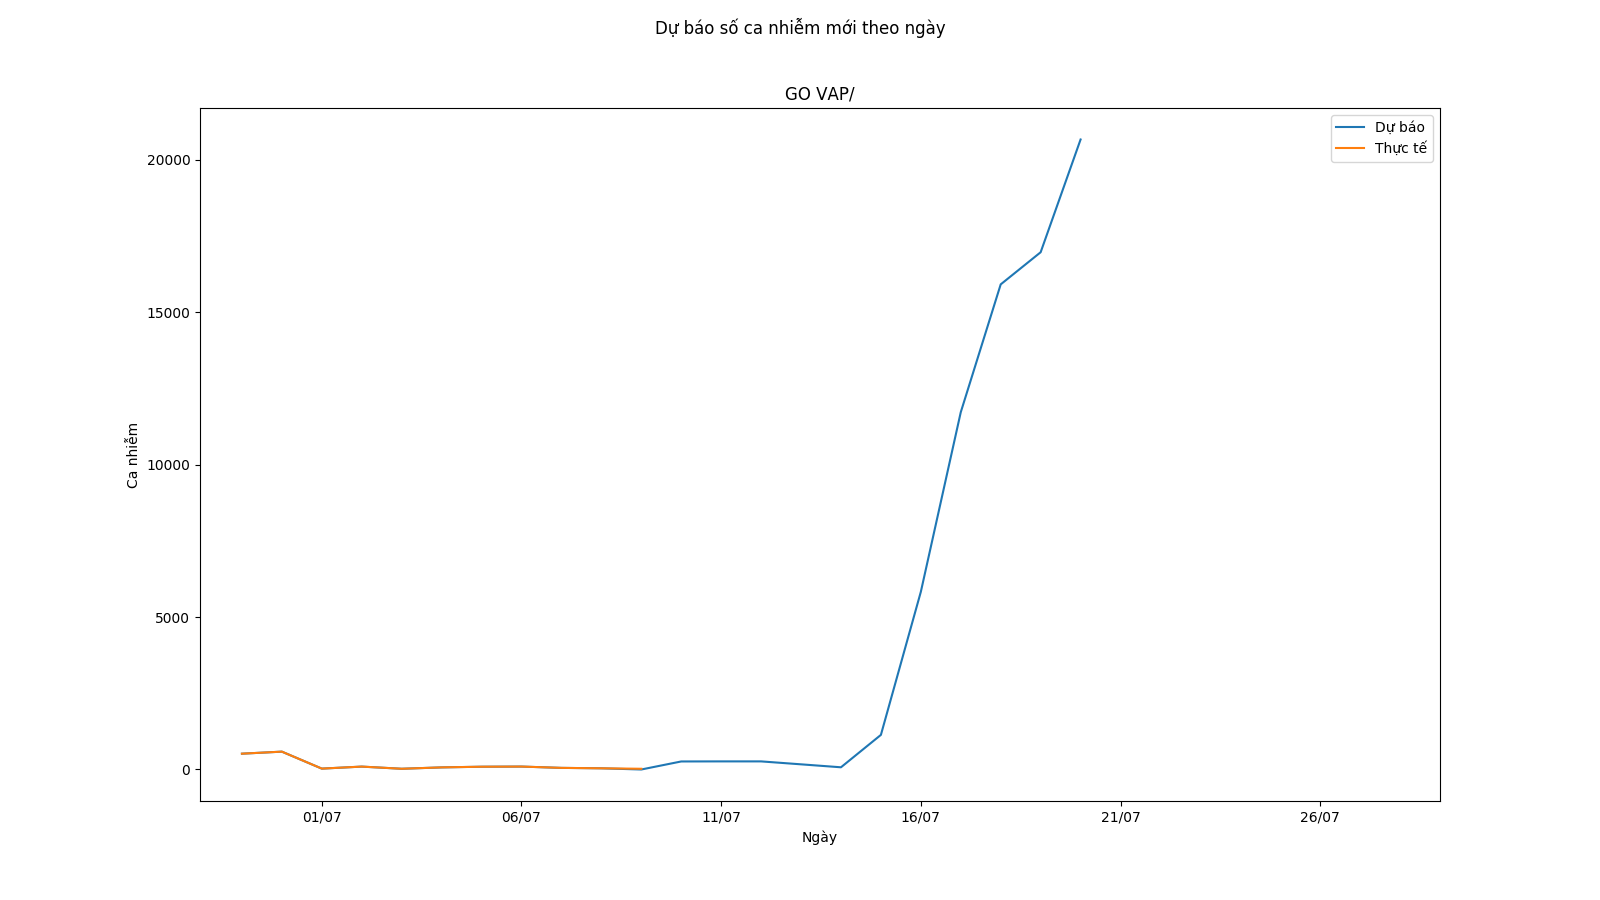 Dự báo số ca nhiễm mới theo ngày
GO VAP/
Dự báo
Thực tế
20000
15000
10000
5000
0
Ca nhiễm
01/07
06/07
11/07
16/07
21/07
26/07
Ngày